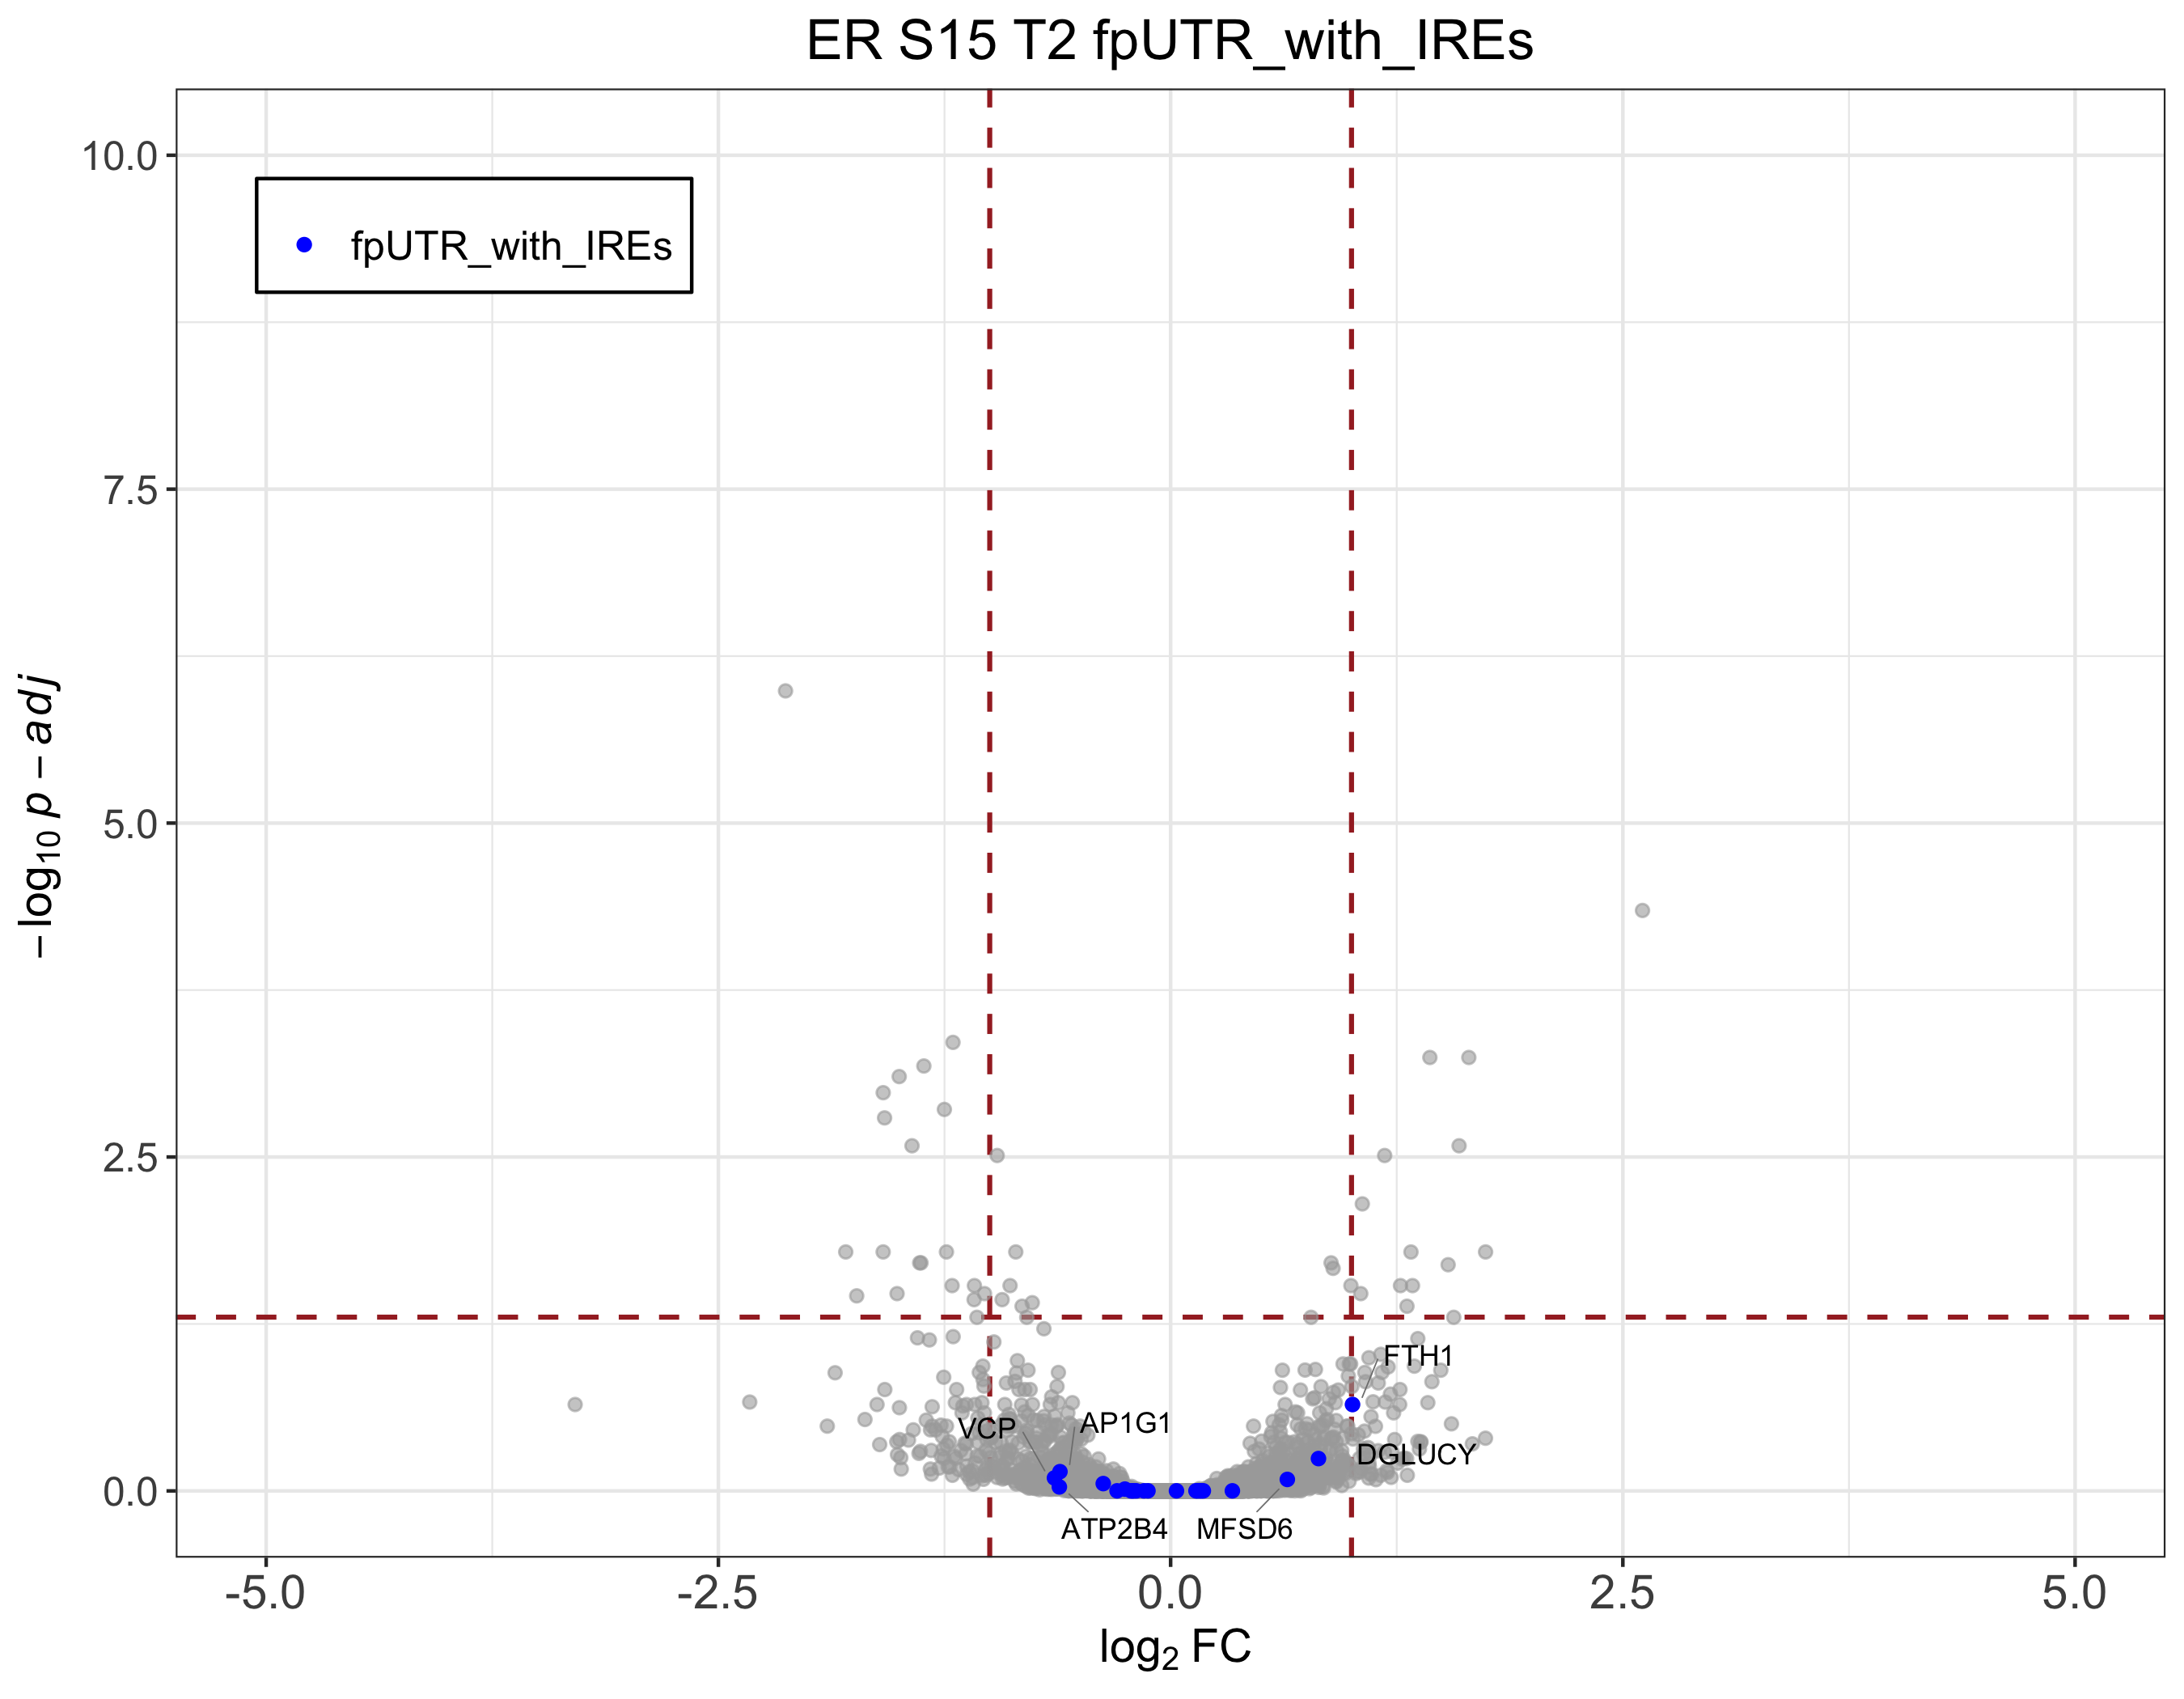 ER S15 T2 fpUTR_with_IREs
10.0
fpUTR_with_IREs
7.5
5.0
2.5
0.0
−log10 p − adj
FTH1
VCP
AP1G1
DGLUCY
ATP2B4
MFSD6
-5.0
-2.5
0.0
2.5
5.0
log2 FC